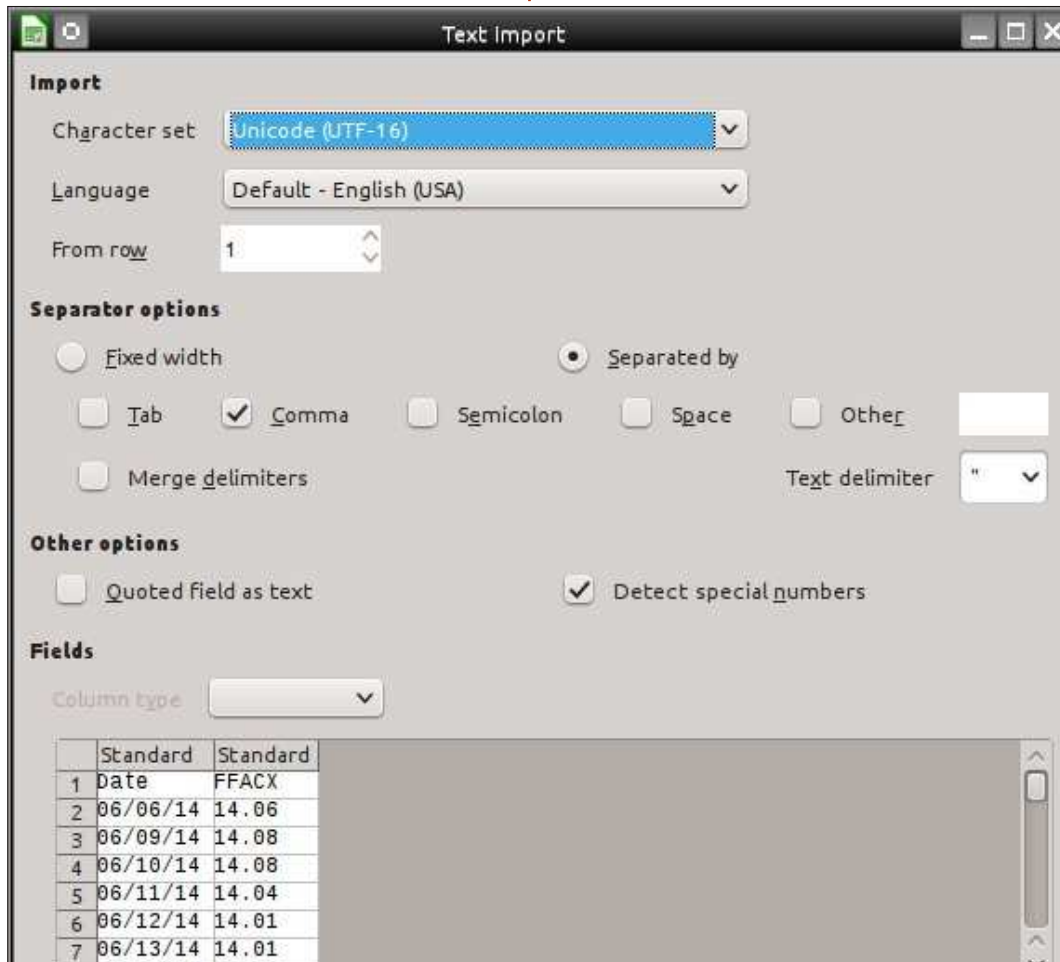 Text Import
Import
Character set Unicode (UTF-16)
Language Default - English (USA)
From row 1
Separator options
Fixed width Separated by
Tab Comma Semicolon Space Other
Merge delimiters Text delimiter "
Other options
Quoted field as text Detect special numbers
Fields
Column type
Standard Standard
1 Date FFACX
2 06/06/14 14.06
3 06/09/14 14.08
4 06/10/14 14.08
5 06/11/14 14.04
6 06/12/14 14.01
7 06/13/14 14.01